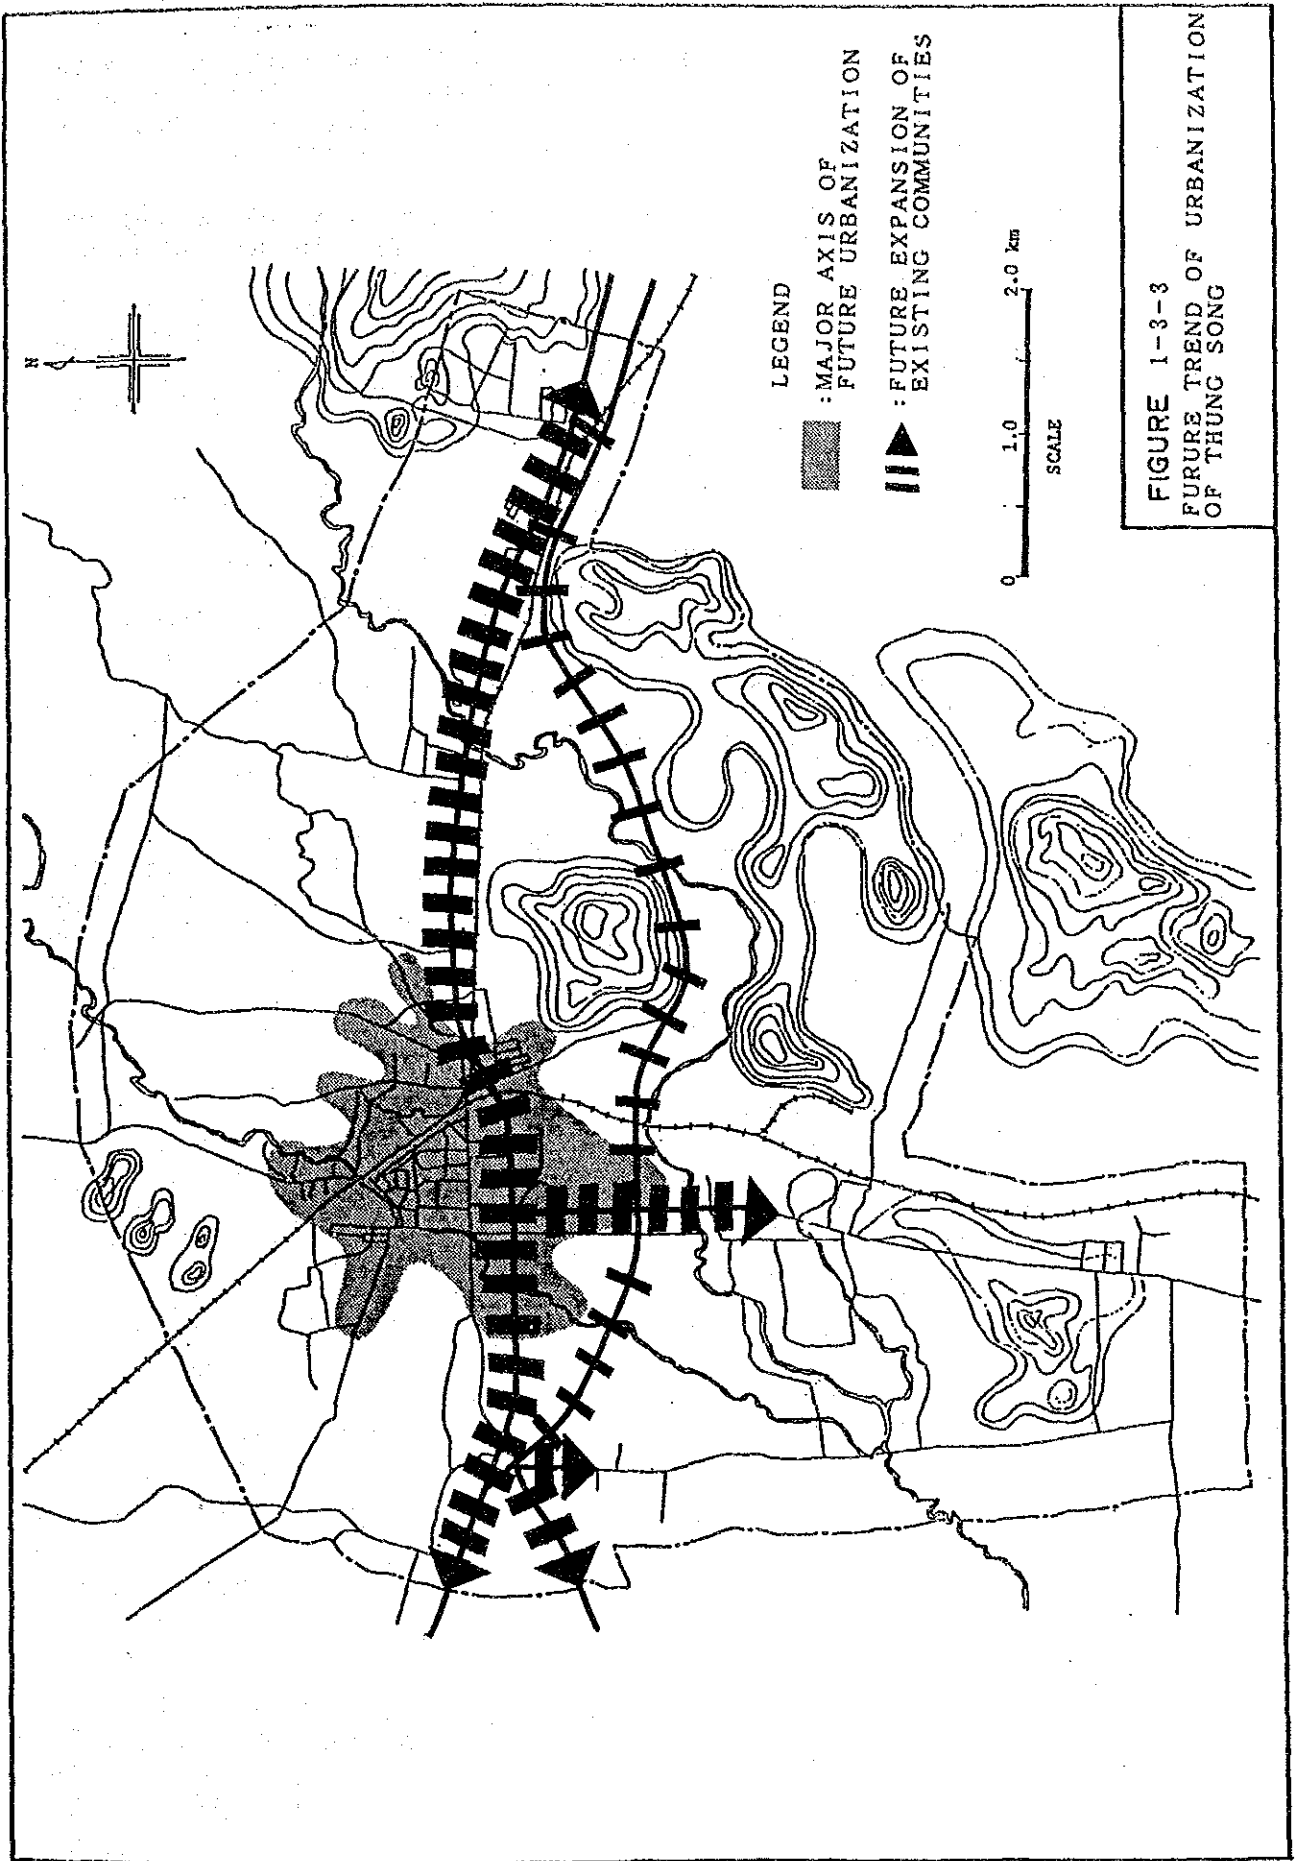 N
LEGEND
:MAJOR AXIS OF
FUTURE URBANIZATION
:FUTURE EXPANSION OF
EXISTING COMMUNITIES
0 1.0 2.0 km
SCALE
FIGURE 1-3-3
FURURE TREND OF URBANIZATION
OF THUNG SONG